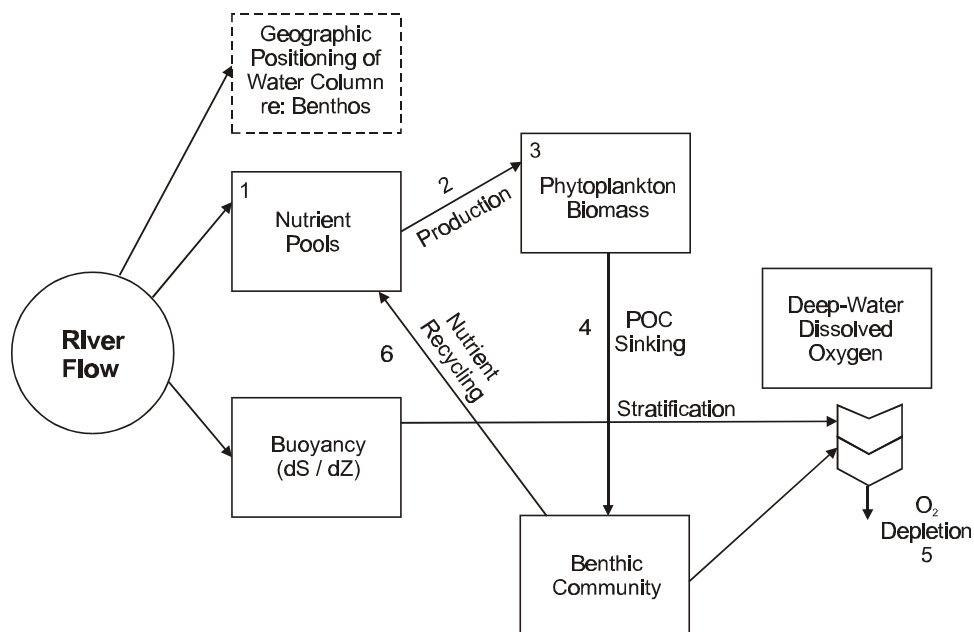 Geographic
Positioning of
Water Column
re: Benthos
1
Nutrient
Pools
2
Production
3
Phytoplankton
Biomass
RIver
Flow
6
Nutrient
Recycling
4
POC
Sinking
Deep-Water
Dissolved
Oxygen
Buoyancy
(dS / dZ)
Stratification
Benthic
Community
O₂
Depletion
5